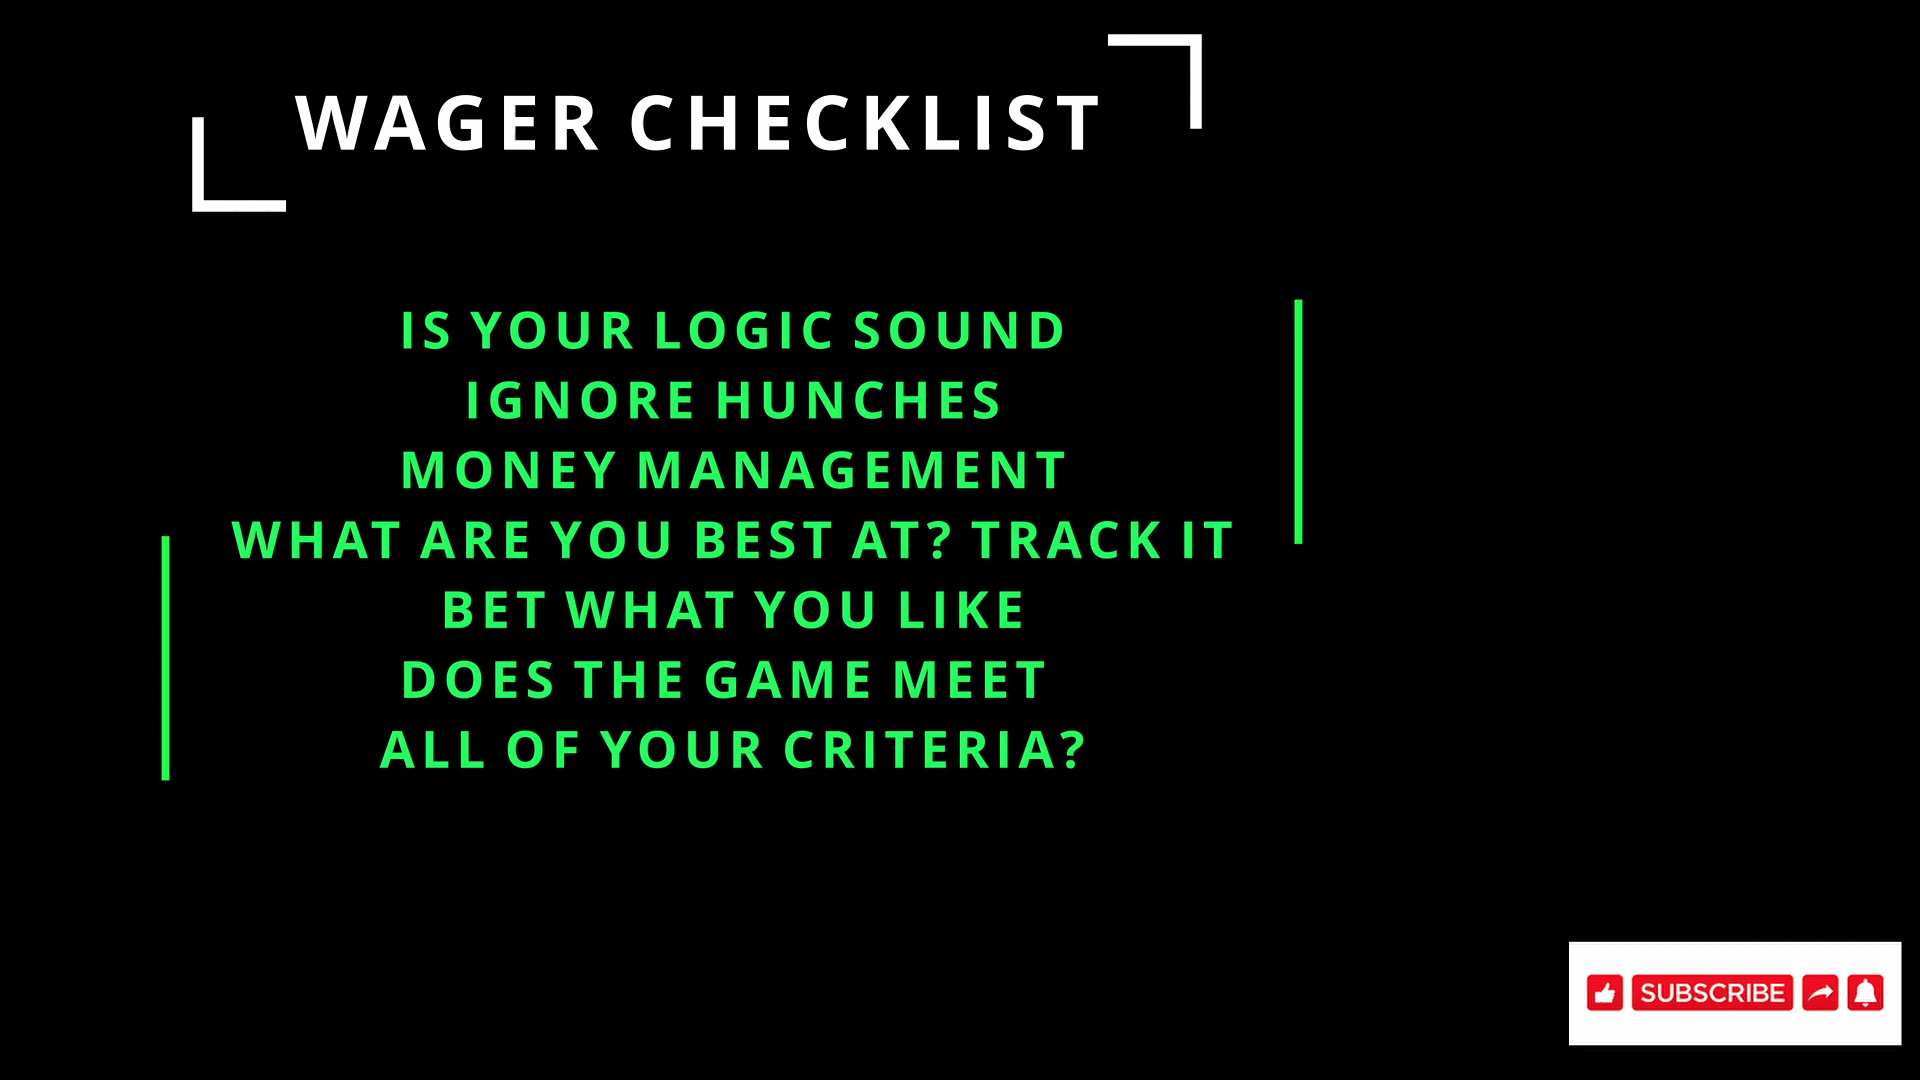 WAGER CHECKLIST
IS YOUR LOGIC SOUND
IGNORE HUNCHES
MONEY MANAGEMENT
WHAT ARE YOU BEST AT? TRACK IT
BET WHAT YOU LIKE
DOES THE GAME MEET
ALL OF YOUR CRITERIA?
SUBSCRIBE